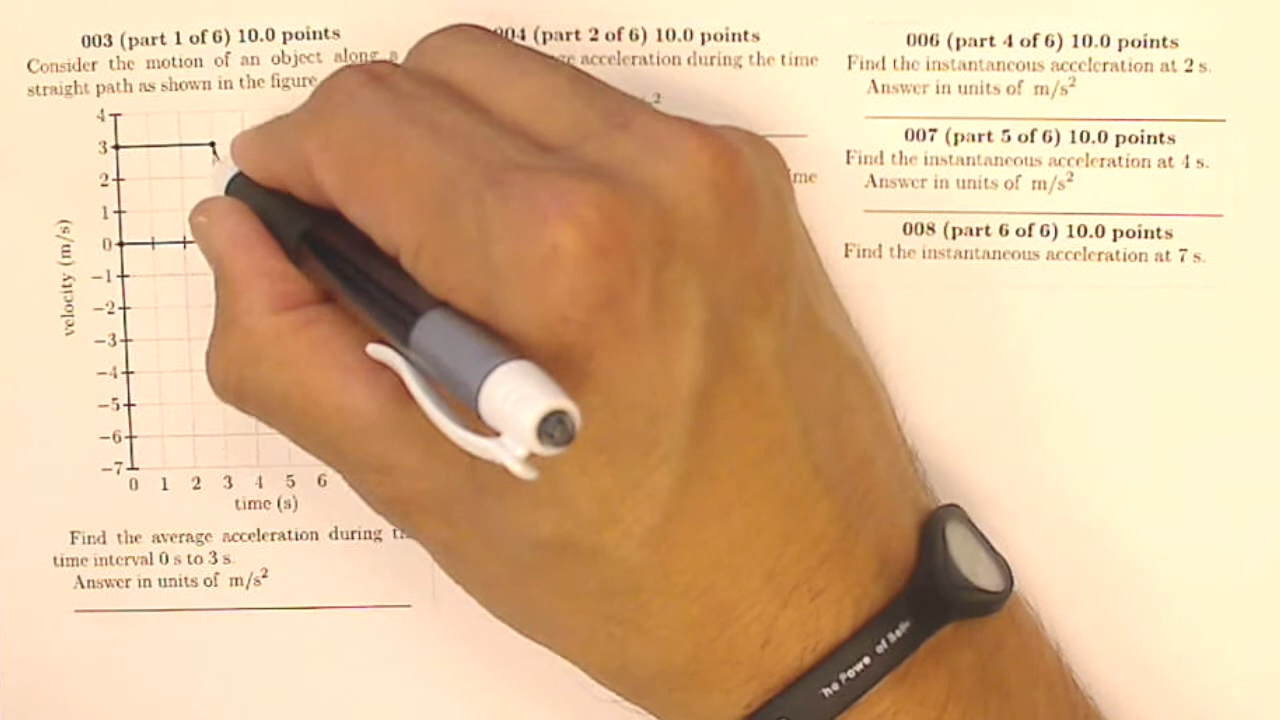 003 (part 1 of 6) 10.0 points
Consider the motion of an object along a
straight path as shown in the figure
4
3
2
1
0
−1
−2
−3
−4
−5
−6
−7
velocity (m/s)
0 1 2 3 4 5 6
time (s)
Find the average acceleration during
time interval 0 s to 3 s.
Answer in units of m/s²
(part 2 of 6) 10.0 points
acceleration during the time
006 (part 4 of 6) 10.0 points
Find the instantaneous acceleration at 2 s.
Answer in units of m/s²
007 (part 5 of 6) 10.0 points
Find the instantaneous acceleration at 4 s.
Answer in units of m/s²
008 (part 6 of 6) 10.0 points
Find the instantaneous acceleration at 7 s.
of